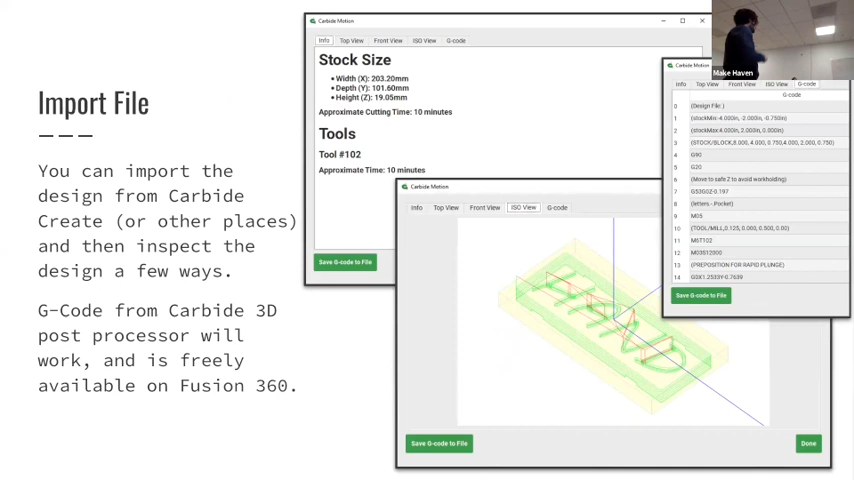 Import File
You can import the
design from Carbide
Create (or other places)
and then inspect the
design a few ways.
G-Code from Carbide 3D
post processor will
work, and is freely
available on Fusion 360.
Carbide Motion
Info Top View Front View ISO View G-code
Stock Size
Width (X): 203.20mm
Depth (Y): 101.60mm
Height (Z): 19.05mm
Approximate Cutting Time: 10 minutes
Tools
Tool #102
Approximate Time: 10 minutes
Save G-code to File
Carbide Motion
Info Top View Front View ISO View G-code
Save G-code to File
Done
Make Haven
Carbide Motion
Info Top View Front View ISO View G-code
G-code
0 (Design File: )
1 (stockMin:-4.000in, -2.000in, -0.750in)
2 (stockMax:4.000in, 2.000in, 0.000in)
3 (STOCK/BLOCK,8.000, 4.000, 0.750,4.000, 2.000, 0.750)
4 G90
5 G20
6 (Move to safe Z to avoid workholding)
7 G53G0Z-0.197
8 (letters - Pocket)
9 M05
10 (TOOL/MILL,0.125, 0.000, 0.500, 0.00)
11 M6T102
12 M03S12000
13 (PREPOSITION FOR RAPID PLUNGE)
14 G0X1.2533Y-0.7639
Save G-code to File